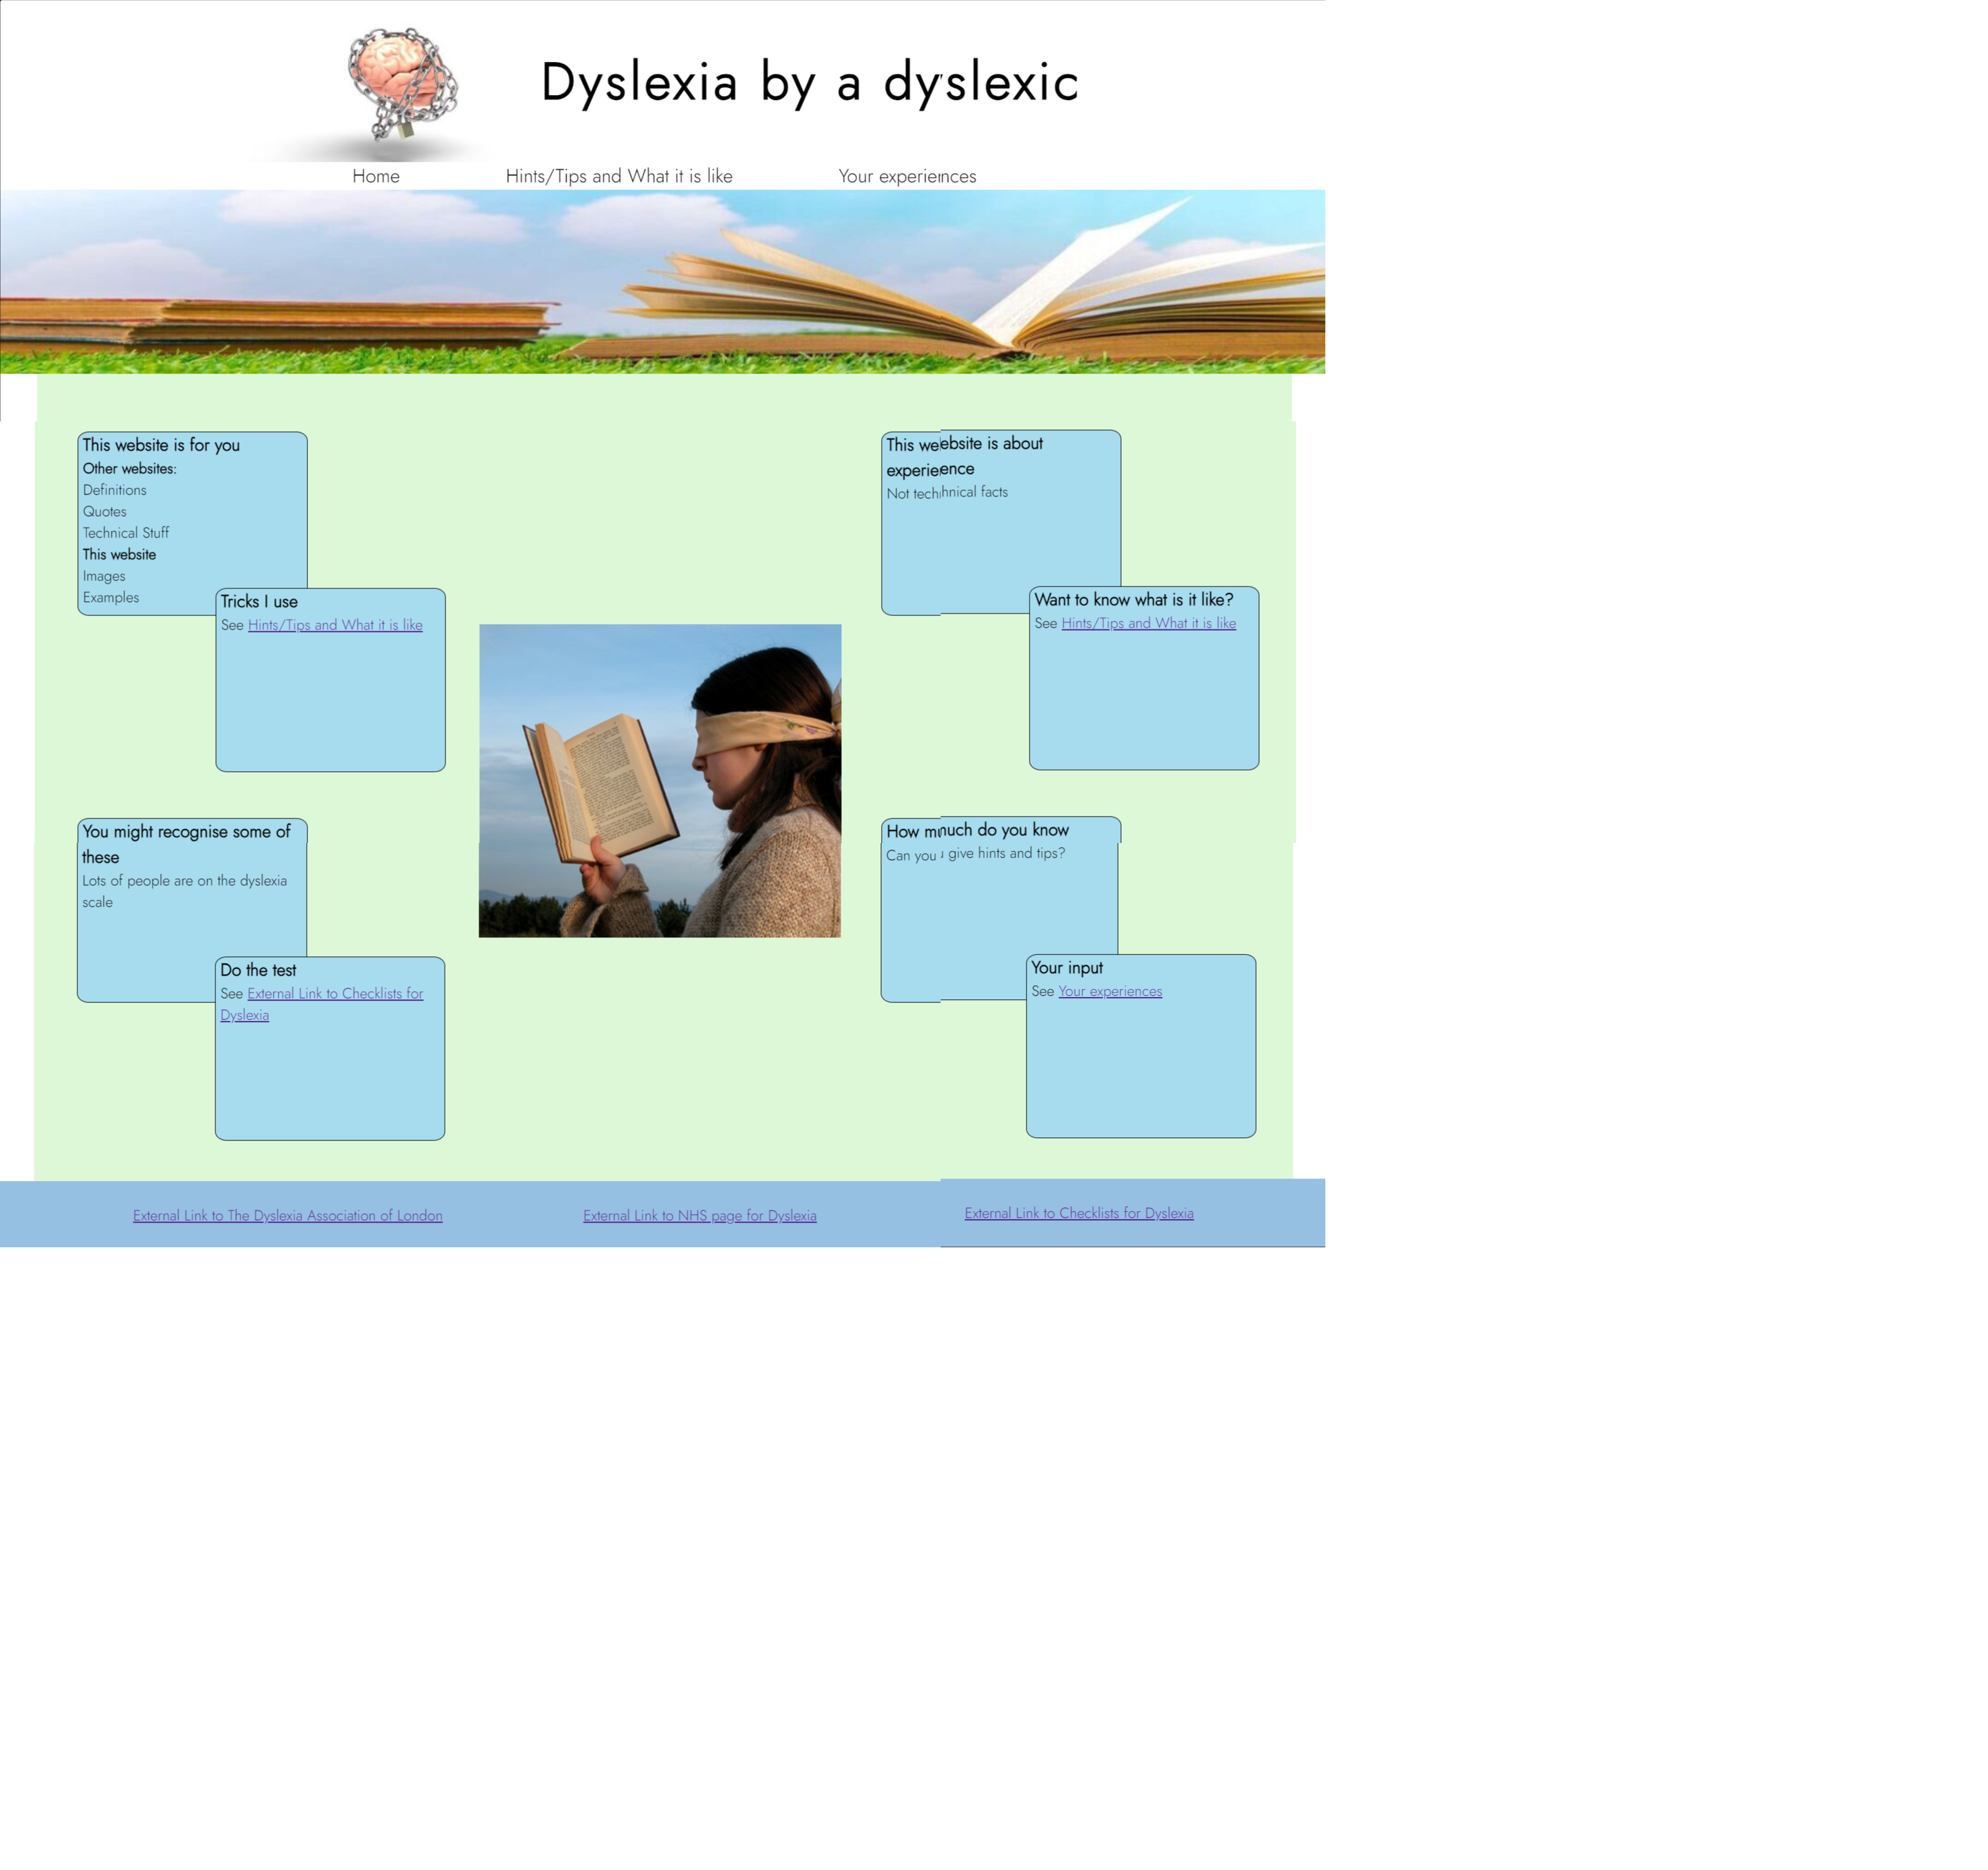 Dyslexia by a dyslexic
Home
Hints/Tips and What it is like
Your experiences
This website is for you
Other websites:
Definitions
Quotes
Technical Stuff
This website
Images
Examples
Tricks I use
See Hints/Tips and What it is like
This website is about
experience
Not technical facts
Want to know what is it like?
See Hints/Tips and What it is like
You might recognise some of
these
Lots of people are on the dyslexia
scale
Do the test
See External Link to Checklists for
Dyslexia
How much do you know
Can you give hints and tips?
Your input
See Your experiences
External Link to The Dyslexia Association of London
External Link to NHS page for Dyslexia
External Link to Checklists for Dyslexia